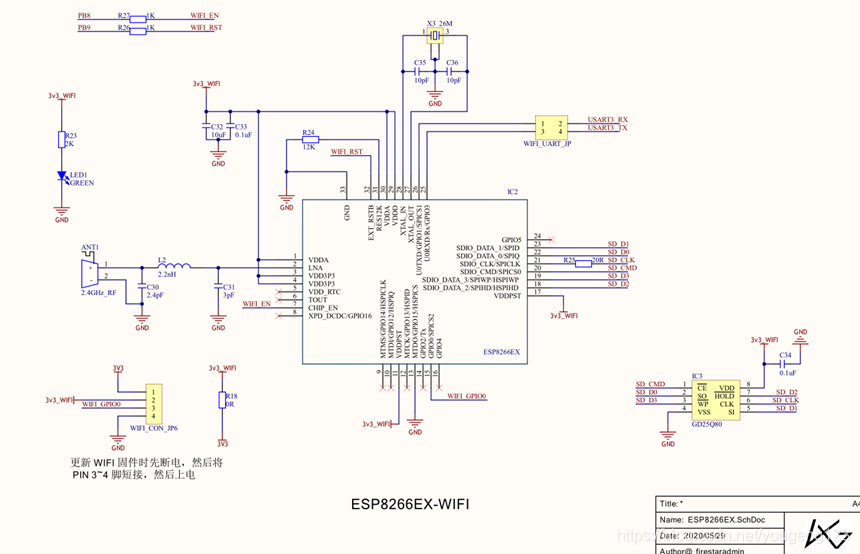 PB8 R27 1K WIFI_EN
PB9 R26 1K WIFI_RST
X3 26M
1 3
C35 C36
10pF 10pF
GND
3v3_WIFI
R23
2K
LED1
GREEN
GND
3v3_WIFI
C32 C33
10uF 0.1uF
GND
R24
12K
WIFI_RST
GND
1 2
3 4
WIFI_UART_JP
USART3_RX
USART3_TX
IC2
33 32 31 30 29 28 27 26 25
GND
EXT_RSTB
RES12K
VDDA
VDDD
XTAL_IN
XTAL_OUT
U0TXD/GPIO1/SPICS1
U0RXD/Rx/GPIO3
1 VDDA
2 LNA
3 VDD3P3
4 VDD3P3
5 VDD_RTC
6 TOUT
7 CHIP_EN
8 XPD_DCDC/GPIO16
WIFI_EN
GPIO5 24
SDIO_DATA_1/SPID 23 SD_D1
SDIO_DATA_0/SPIQ 22 SD_D0
SDIO_CLK/SPICLK 21 R25 20R SD_CLK
SDIO_CMD/SPICS0 20 SD_CMD
SDIO_DATA_3/SPIWP/HSPIWP 19 SD_D3
SDIO_DATA_2/SPIHD/HSPIHD 18 SD_D2
VDDPST 17
3v3_WIFI
MTMS/GPIO14/HSPICLK
MTDI/GPIO12/HSPIQ
VDDPST
MTCK/GPIO13/HSPID
MTDO/GPIO15/HSPICS
GPIO2/Tx
GPIO0/SPICS2
GPIO4
ESP8266EX
9 10 11 12 13 14 15 16
WIFI_GPIO0
3v3_WIFI
GND
ANT1
+
-
1
2
2.4GHz_RF
L2
2.2nH
C30
2.4pF
GND
C31
3pF
GND
3V3
3v3_WIFI
WIFI_GPIO0
1
2
3
4
WIFI_CON_JP6
GND
3v3_WIFI
R18
0R
3V3
更新 WIFI 固件时先断电，然后将
PIN 3~4 脚短接，然后上电
3v3_WIFI
GND
C34
0.1uF
IC3
SD_CMD 1 CE VDD 8
SD_D0 2 SO HOLD 7 SD_D2
SD_D3 3 WP CLK 6 SD_CLK
4 VSS SI 5 SD_D1
GD25Q80
GND
ESP8266EX-WIFI
Title: * A4
Name: ESP8266EX.SchDoc
Date: 2020/05/29
Author@ firestaradmin